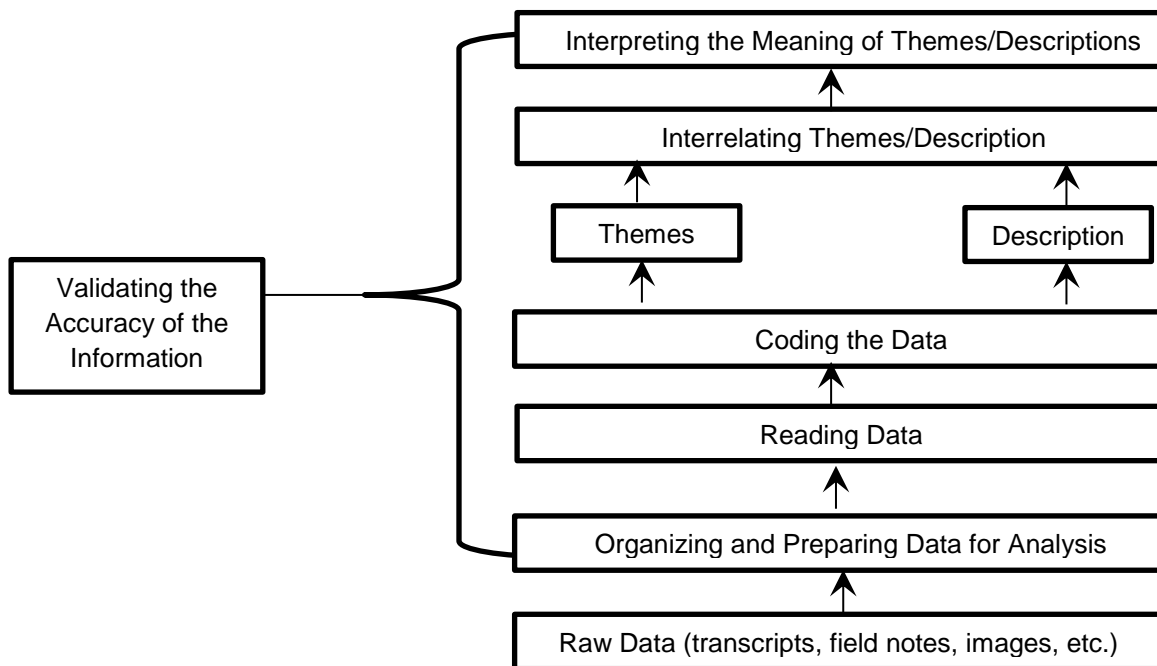 Interpreting the Meaning of Themes/Descriptions
Interrelating Themes/Description
Themes
Description
Validating the
Accuracy of the
Information
Coding the Data
Reading Data
Organizing and Preparing Data for Analysis
Raw Data (transcripts, field notes, images, etc.)